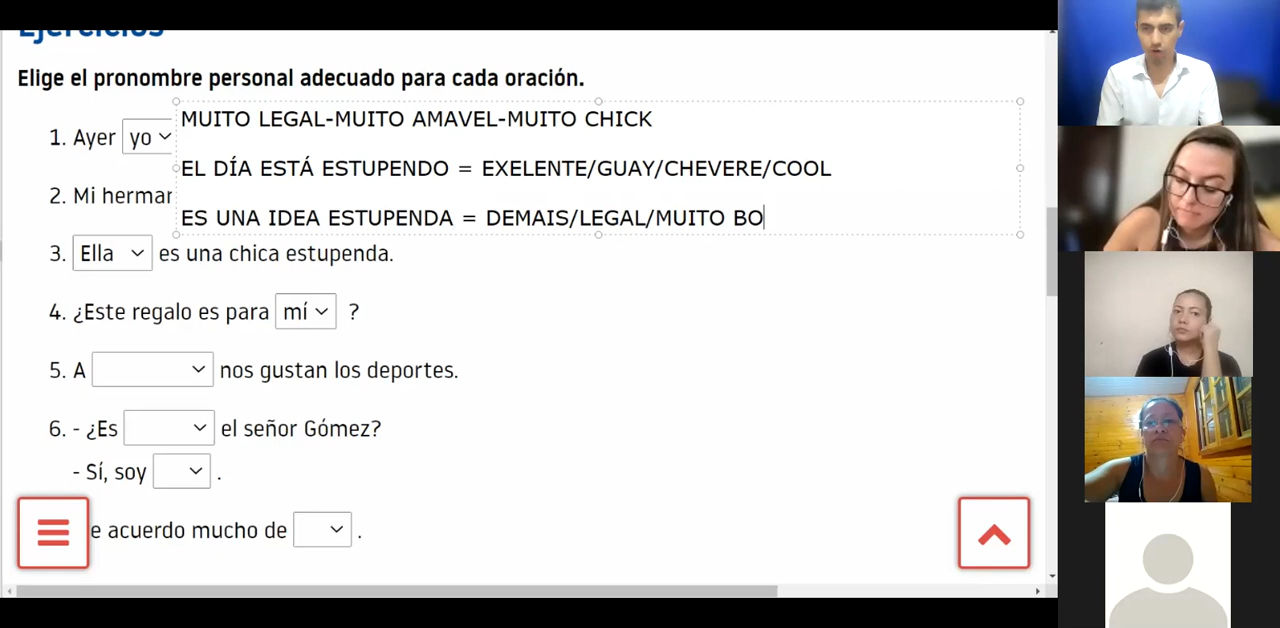 Ejercicios
Elige el pronombre personal adecuado para cada oración.
MUITO LEGAL-MUITO AMAVEL-MUITO CHICK
1. Ayer yo
EL DÍA ESTÁ ESTUPENDO = EXELENTE/GUAY/CHEVERE/COOL
2. Mi herman
ES UNA IDEA ESTUPENDA = DEMAIS/LEGAL/MUITO BO
3. Ella es una chica estupenda.
4. ¿Este regalo es para mí ?
5. A nos gustan los deportes.
6. - ¿Es el señor Gómez?
- Sí, soy .
e acuerdo mucho de .